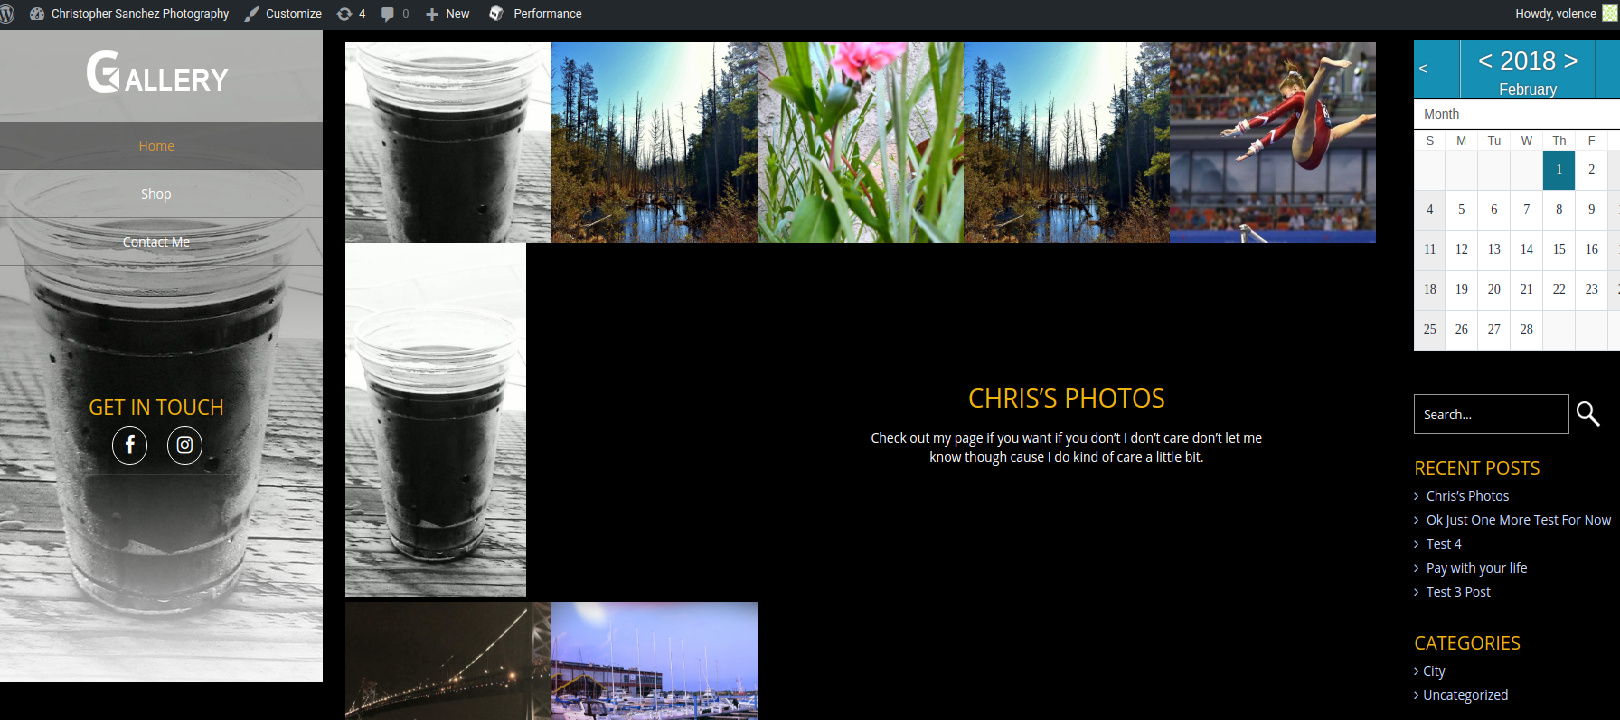 Christopher Sanchez Photography Customize 4 0 New Performance Howdy, volence
GALLERY
Home
Shop
Contact Me
GET IN TOUCH
CHRIS'S PHOTOS
Check out my page if you want if you don't I don't care don't let me
know though cause I do kind of care a little bit.
< < 2018 >
February
Month
S M Tu W Th F
1 2
4 5 6 7 8 9
11 12 13 14 15 16
18 19 20 21 22 23
25 26 27 28
Search...
RECENT POSTS
Chris's Photos
Ok Just One More Test For Now
Test 4
Pay with your life
Test 3 Post
CATEGORIES
City
Uncategorized